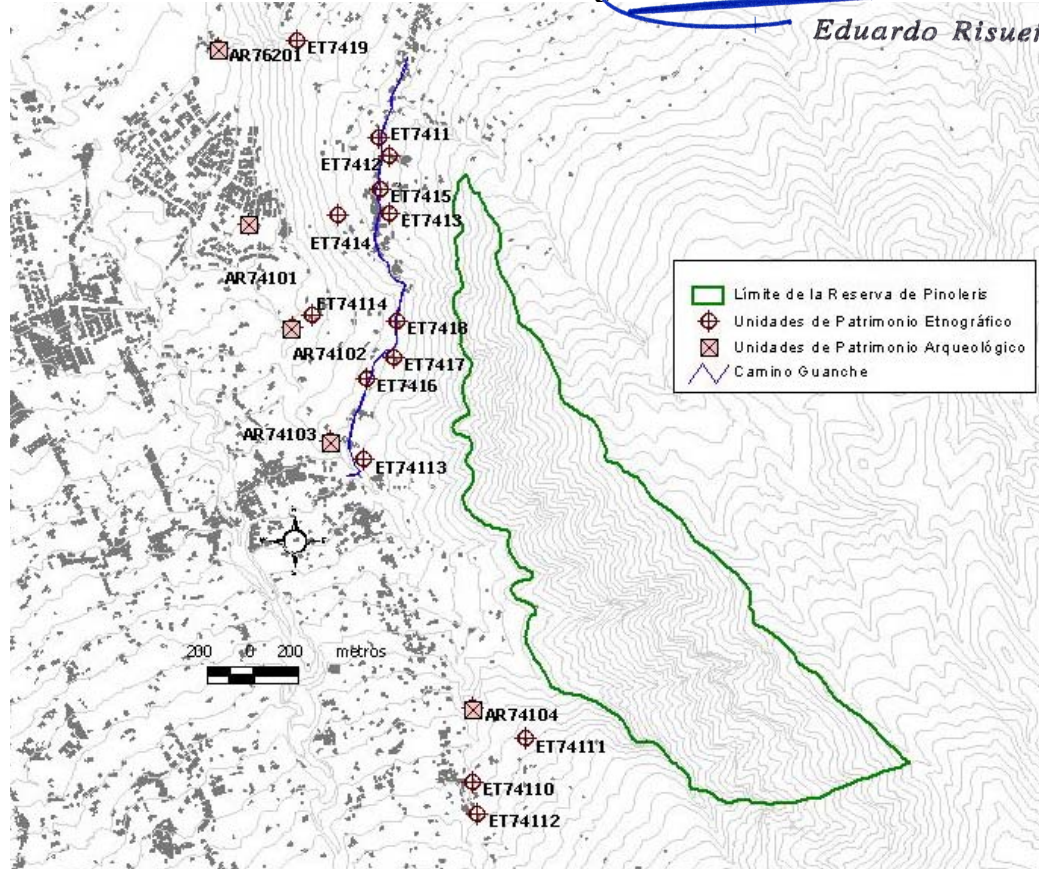 Eduardo Risueñ
ET7419
AR76201
ET7411
ET7412
ET7415
ET7413
ET7414
AR74101
ET74114
ET7418
AR74102
ET7417
ET7416
AR74103
ET74113
Límite de la Reserva de Pinoleris
Unidades de Patrimonio Etnográfico
Unidades de Patrimonio Arqueológico
Camino Guanche
200 0 200 metros
AR74104
ET74111
ET74110
ET74112